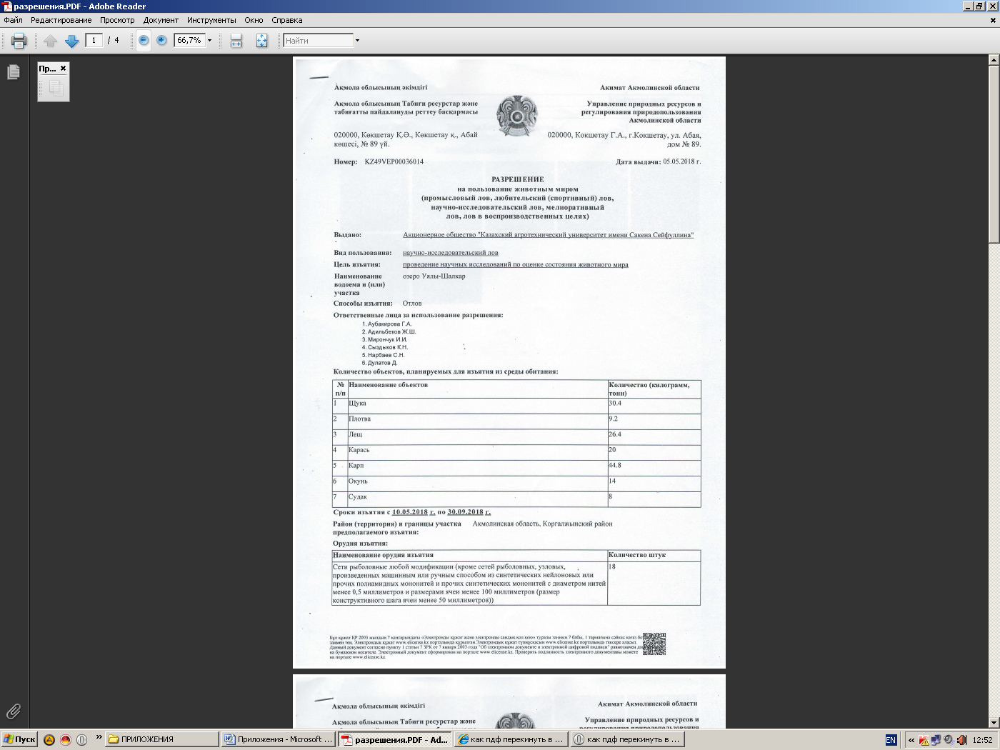 разрешения.PDF - Adobe Reader
Файл Редактирование Просмотр Документ Инструменты Окно Справка
1 / 4 66,7% Найти
Пр...
Ақмола облысының әкімдігі
Акимат Акмолинской области
Ақмола облысының Табиғи ресурстар және
табиғатты пайдалануды реттеу басқармасы
Управление природных ресурсов и
регулирования природопользования
Акмолинской области
020000, Көкшетау Қ.Ә., Көкшетау қ., Абай
көшесі, № 89 үй.
020000, Кокшетау Г.А., г.Кокшетау, ул. Абая,
дом № 89.
Номер: KZ49VEP00036014
Дата выдачи: 05.05.2018 г.
РАЗРЕШЕНИЕ
на пользование животным миром
(промысловый лов, любительский (спортивный) лов,
научно-исследовательский лов, мелиоративный
лов, лов в воспроизводственных целях)
Выдано: Акционерное общество "Казахский агротехнический университет имени Сакена Сейфуллина"
Вид пользования: научно-исследовательский лов
Цель изъятия: проведение научных исследований по оценке состояния животного мира
Наименование озеро Уялы-Шалкар
водоема и (или)
участка
Способы изъятия: Отлов
Ответственные лица за использование разрешения:
1. Аубакирова Г.А.
2. Адильбеков Ж.Ш.
3. Мирончук И.И.
4. Сыздыков К.Н.
5. Нарбаев С.Н.
6. Дулатов Д.
Количество объектов, планируемых для изъятия из среды обитания:
№ Наименование объектов Количество (килограмм,
п/п тонн)
1 Щука 30.4
2 Плотва 9.2
3 Лещ 26.4
4 Карась 20
5 Карп 44.8
6 Окунь 14
7 Судак 8
Сроки изъятия с 10.05.2018 г. по 30.09.2018 г.
Район (территория) и границы участка Акмолинская область, Коргалжынский район
предполагаемого изъятия:
Орудия изъятия:
Наименование орудия изъятия Количество штук
Сети рыболовные любой модификации (кроме сетей рыболовных, узловых, 18
произведенных машинным или ручным способом из синтетических нейлоновых или
прочих полиамидных мононитей и прочих синтетических мононитей с диаметром нитей
менее 0,5 миллиметров и размерами ячеи менее 100 миллиметров (размер
конструктивного шага ячеи менее 50 миллиметров))
Бұл құжат ҚР 2003 жылдың 7 қаңтарындағы «Электронды құжат және электронды сандық қол қою» туралы заңның 7 бабы, 1 тармағына сәйкес қағаз
заңмен тең. Электрондық құжат www.elicense.kz порталында құрылған.Электрондық құжат түпнұсқасын www.elicense.kz порталында тексере аласыз.
Данный документ согласно пункту 1 статьи 7 ЗРК от 7 января 2003 года "Об электронном документе и электронной цифровой подписи" равнозначен
на бумажном носителе. Электронный документ сформирован на портале www.elicense.kz. Проверить подлинность электронного документавы можете
на портале www.elicense.kz.
Ақмола облысының әкімдігі
Акимат Акмолинской области
Ақмола облысының Табиғи ресурстар және
Управление природных ресурсов и
регулирования природопользования
Пуск » ПРИЛОЖЕНИЯ Приложения - Microsoft ... разрешения.PDF - Ad... как пдф перекинуть в ... как пдф перекинуть в ... EN « 12:52